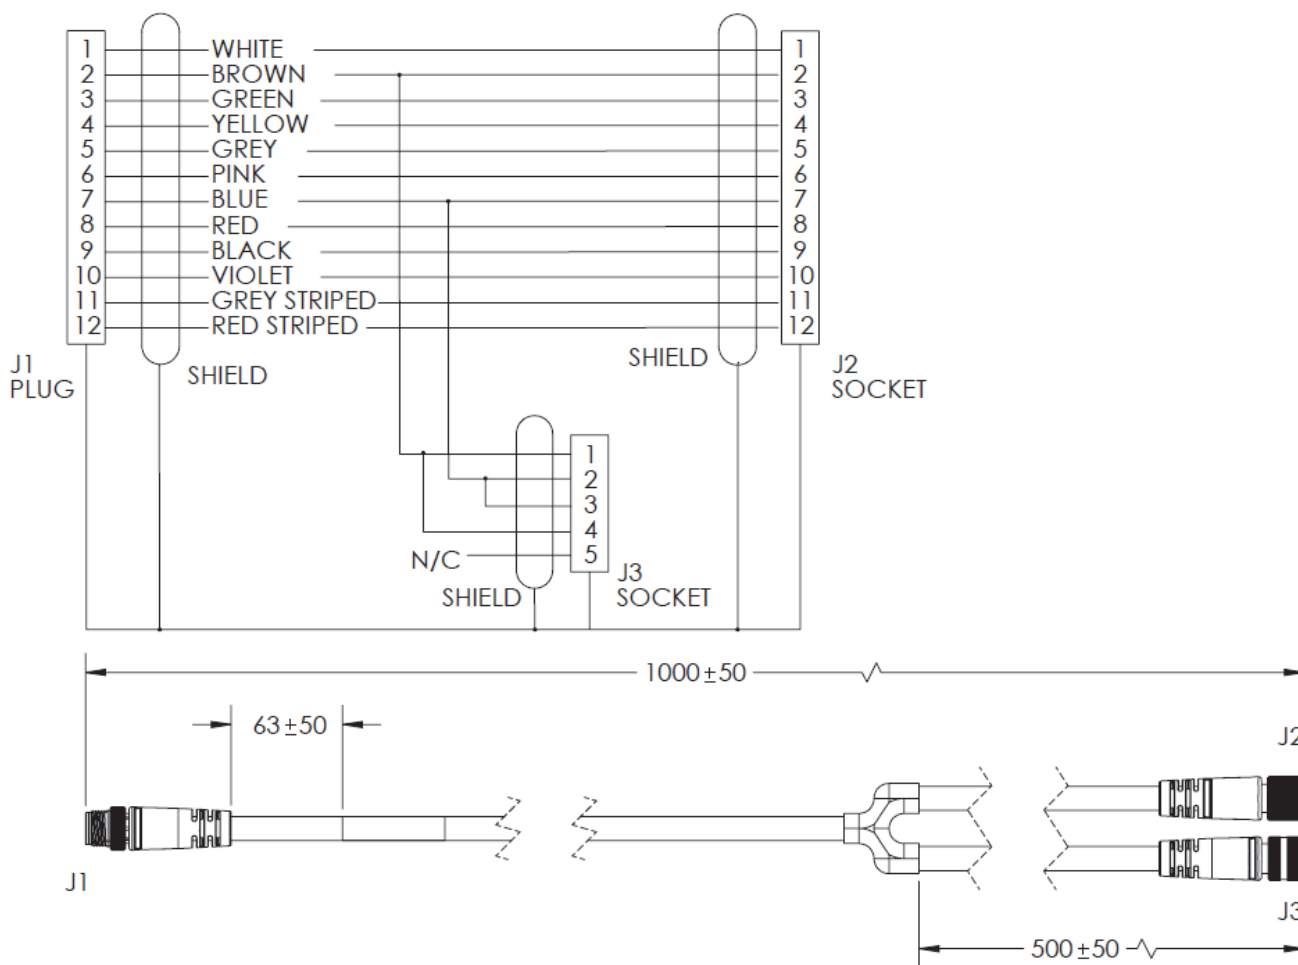 1 WHITE 1
2 BROWN 2
3 GREEN 3
4 YELLOW 4
5 GREY 5
6 PINK 6
7 BLUE 7
8 RED 8
9 BLACK 9
10 VIOLET 10
11 GREY STRIPED 11
12 RED STRIPED 12
J1
PLUG
SHIELD
SHIELD
J2
SOCKET
1
2
3
4
N/C 5
SHIELD
J3
SOCKET
1000±50
63±50
J2
J1
J3
500±50